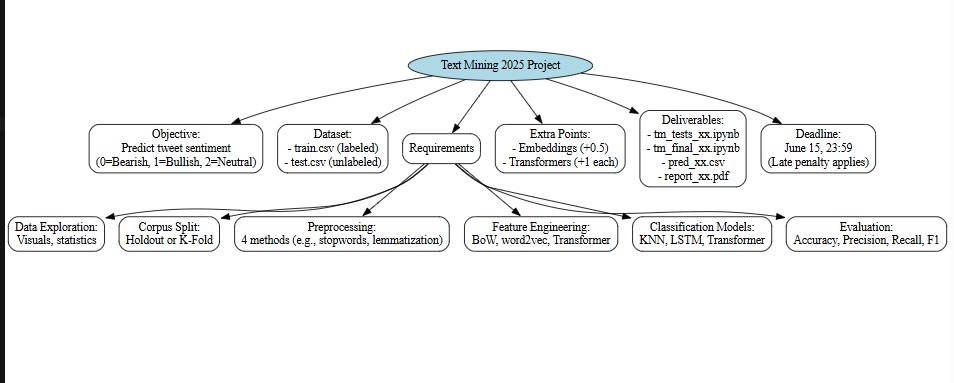 Text Mining 2025 Project
Objective:
Predict tweet sentiment
(0=Bearish, 1=Bullish, 2=Neutral)
Dataset:
- train.csv (labeled)
- test.csv (unlabeled)
Requirements
Extra Points:
- Embeddings (+0.5)
- Transformers (+1 each)
Deliverables:
- tm_tests_xx.ipynb
- tm_final_xx.ipynb
- pred_xx.csv
- report_xx.pdf
Deadline:
June 15, 23:59
(Late penalty applies)
Data Exploration:
Visuals, statistics
Corpus Split:
Holdout or K-Fold
Preprocessing:
4 methods (e.g., stopwords, lemmatization)
Feature Engineering:
BoW, word2vec, Transformer
Classification Models:
KNN, LSTM, Transformer
Evaluation:
Accuracy, Precision, Recall, F1